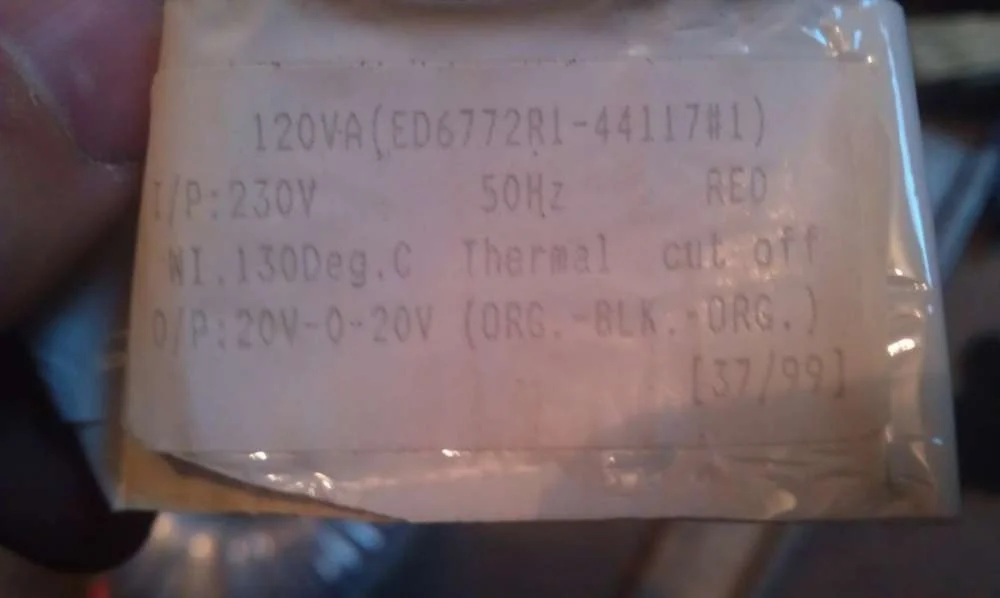 120VA(ED6772R1-44117#1)
I/P:230V 50Hz RED
NI.130Deg.C Thermal cut off
O/P:20V-0-20V (ORG.-BLK.-ORG.)
[37/99]